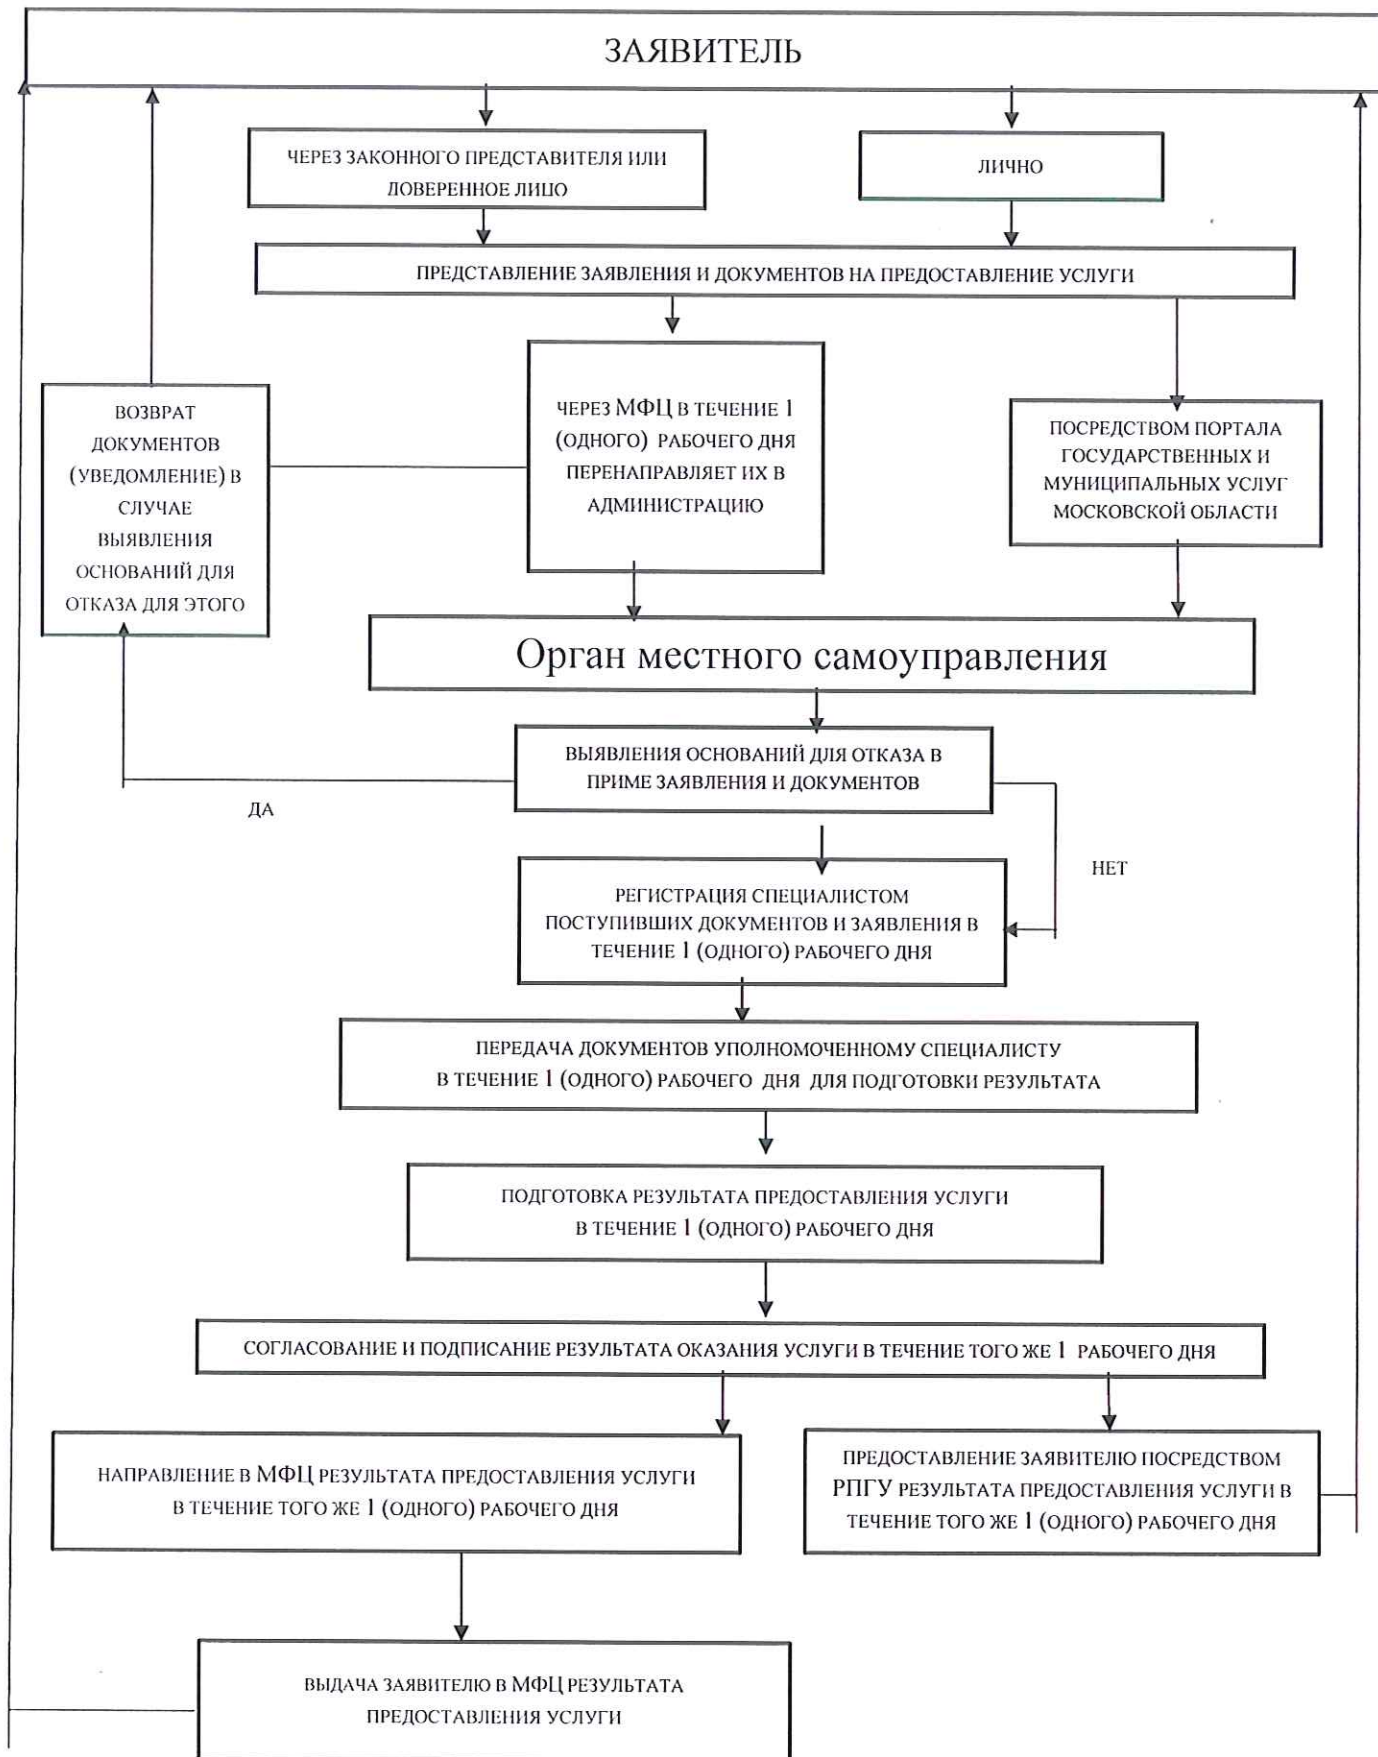 ЗАЯВИТЕЛЬ
ЧЕРЕЗ ЗАКОННОГО ПРЕДСТАВИТЕЛЯ ИЛИ
ДОВЕРЕННОЕ ЛИЦО
ЛИЧНО
ПРЕДСТАВЛЕНИЕ ЗАЯВЛЕНИЯ И ДОКУМЕНТОВ НА ПРЕДОСТАВЛЕНИЕ УСЛУГИ
ВОЗВРАТ
ДОКУМЕНТОВ
(УВЕДОМЛЕНИЕ) В
СЛУЧАЕ
ВЫЯВЛЕНИЯ
ОСНОВАНИЙ ДЛЯ
ОТКАЗА ДЛЯ ЭТОГО
ЧЕРЕЗ МФЦ В ТЕЧЕНИЕ 1
(ОДНОГО) РАБОЧЕГО ДНЯ
ПЕРЕНАПРАВЛЯЕТ ИХ В
АДМИНИСТРАЦИЮ
ПОСРЕДСТВОМ ПОРТАЛА
ГОСУДАРСТВЕННЫХ И
МУНИЦИПАЛЬНЫХ УСЛУГ
МОСКОВСКОЙ ОБЛАСТИ
Орган местного самоуправления
ВЫЯВЛЕНИЯ ОСНОВАНИЙ ДЛЯ ОТКАЗА В
ПРИМЕ ЗАЯВЛЕНИЯ И ДОКУМЕНТОВ
ДА
НЕТ
РЕГИСТРАЦИЯ СПЕЦИАЛИСТОМ
ПОСТУПИВШИХ ДОКУМЕНТОВ И ЗАЯВЛЕНИЯ В
ТЕЧЕНИЕ 1 (ОДНОГО) РАБОЧЕГО ДНЯ
ПЕРЕДАЧА ДОКУМЕНТОВ УПОЛНОМОЧЕННОМУ СПЕЦИАЛИСТУ
В ТЕЧЕНИЕ 1 (ОДНОГО) РАБОЧЕГО ДНЯ ДЛЯ ПОДГОТОВКИ РЕЗУЛЬТАТА
ПОДГОТОВКА РЕЗУЛЬТАТА ПРЕДОСТАВЛЕНИЯ УСЛУГИ
В ТЕЧЕНИЕ 1 (ОДНОГО) РАБОЧЕГО ДНЯ
СОГЛАСОВАНИЕ И ПОДПИСАНИЕ РЕЗУЛЬТАТА ОКАЗАНИЯ УСЛУГИ В ТЕЧЕНИЕ ТОГО ЖЕ 1 РАБОЧЕГО ДНЯ
НАПРАВЛЕНИЕ В МФЦ РЕЗУЛЬТАТА ПРЕДОСТАВЛЕНИЯ УСЛУГИ
В ТЕЧЕНИЕ ТОГО ЖЕ 1 (ОДНОГО) РАБОЧЕГО ДНЯ
ПРЕДОСТАВЛЕНИЕ ЗАЯВИТЕЛЮ ПОСРЕДСТВОМ
РПГУ РЕЗУЛЬТАТА ПРЕДОСТАВЛЕНИЯ УСЛУГИ В
ТЕЧЕНИЕ ТОГО ЖЕ 1 (ОДНОГО) РАБОЧЕГО ДНЯ
ВЫДАЧА ЗАЯВИТЕЛЮ В МФЦ РЕЗУЛЬТАТА
ПРЕДОСТАВЛЕНИЯ УСЛУГИ